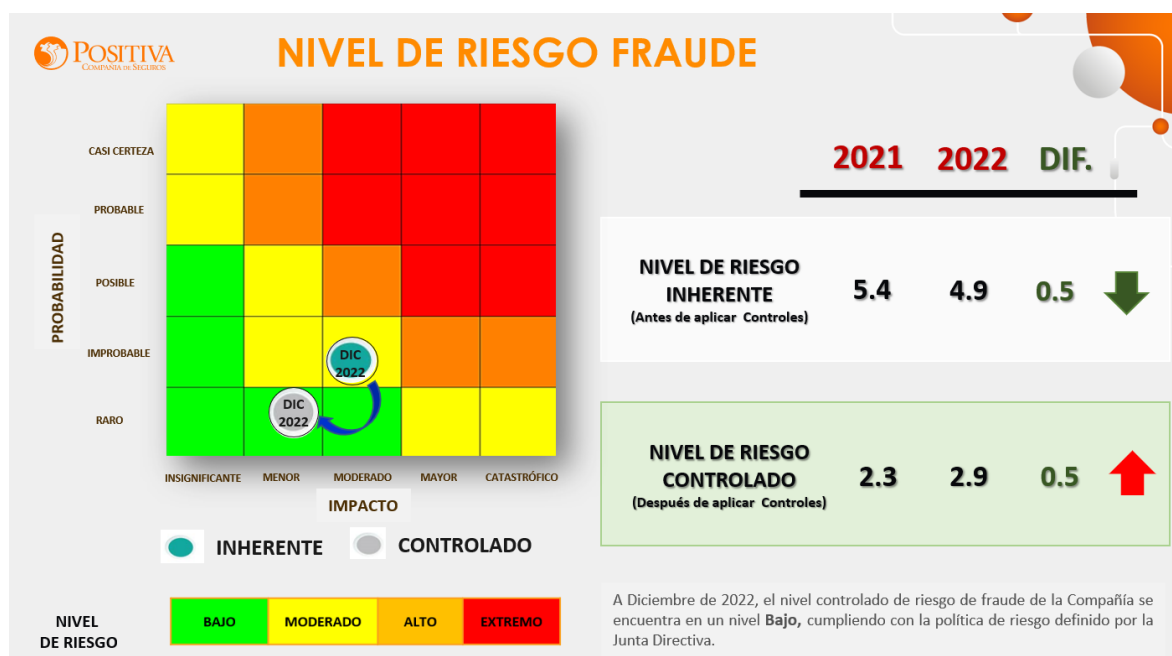 POSITIVA
COMPAÑÍA DE SEGUROS
NIVEL DE RIESGO FRAUDE
PROBABILIDAD
CASI CERTEZA
PROBABLE
POSIBLE
IMPROBABLE
RARO
DIC
2022
DIC
2022
INSIGNIFICANTE MENOR MODERADO MAYOR CATASTRÓFICO
IMPACTO
INHERENTE CONTROLADO
NIVEL
DE RIESGO
BAJO MODERADO ALTO EXTREMO
2021 2022 DIF.
NIVEL DE RIESGO
INHERENTE
(Antes de aplicar Controles)
5.4 4.9 0.5
NIVEL DE RIESGO
CONTROLADO
(Después de aplicar Controles)
2.3 2.9 0.5
A Diciembre de 2022, el nivel controlado de riesgo de fraude de la Compañía se
encuentra en un nivel Bajo, cumpliendo con la política de riesgo definido por la
Junta Directiva.